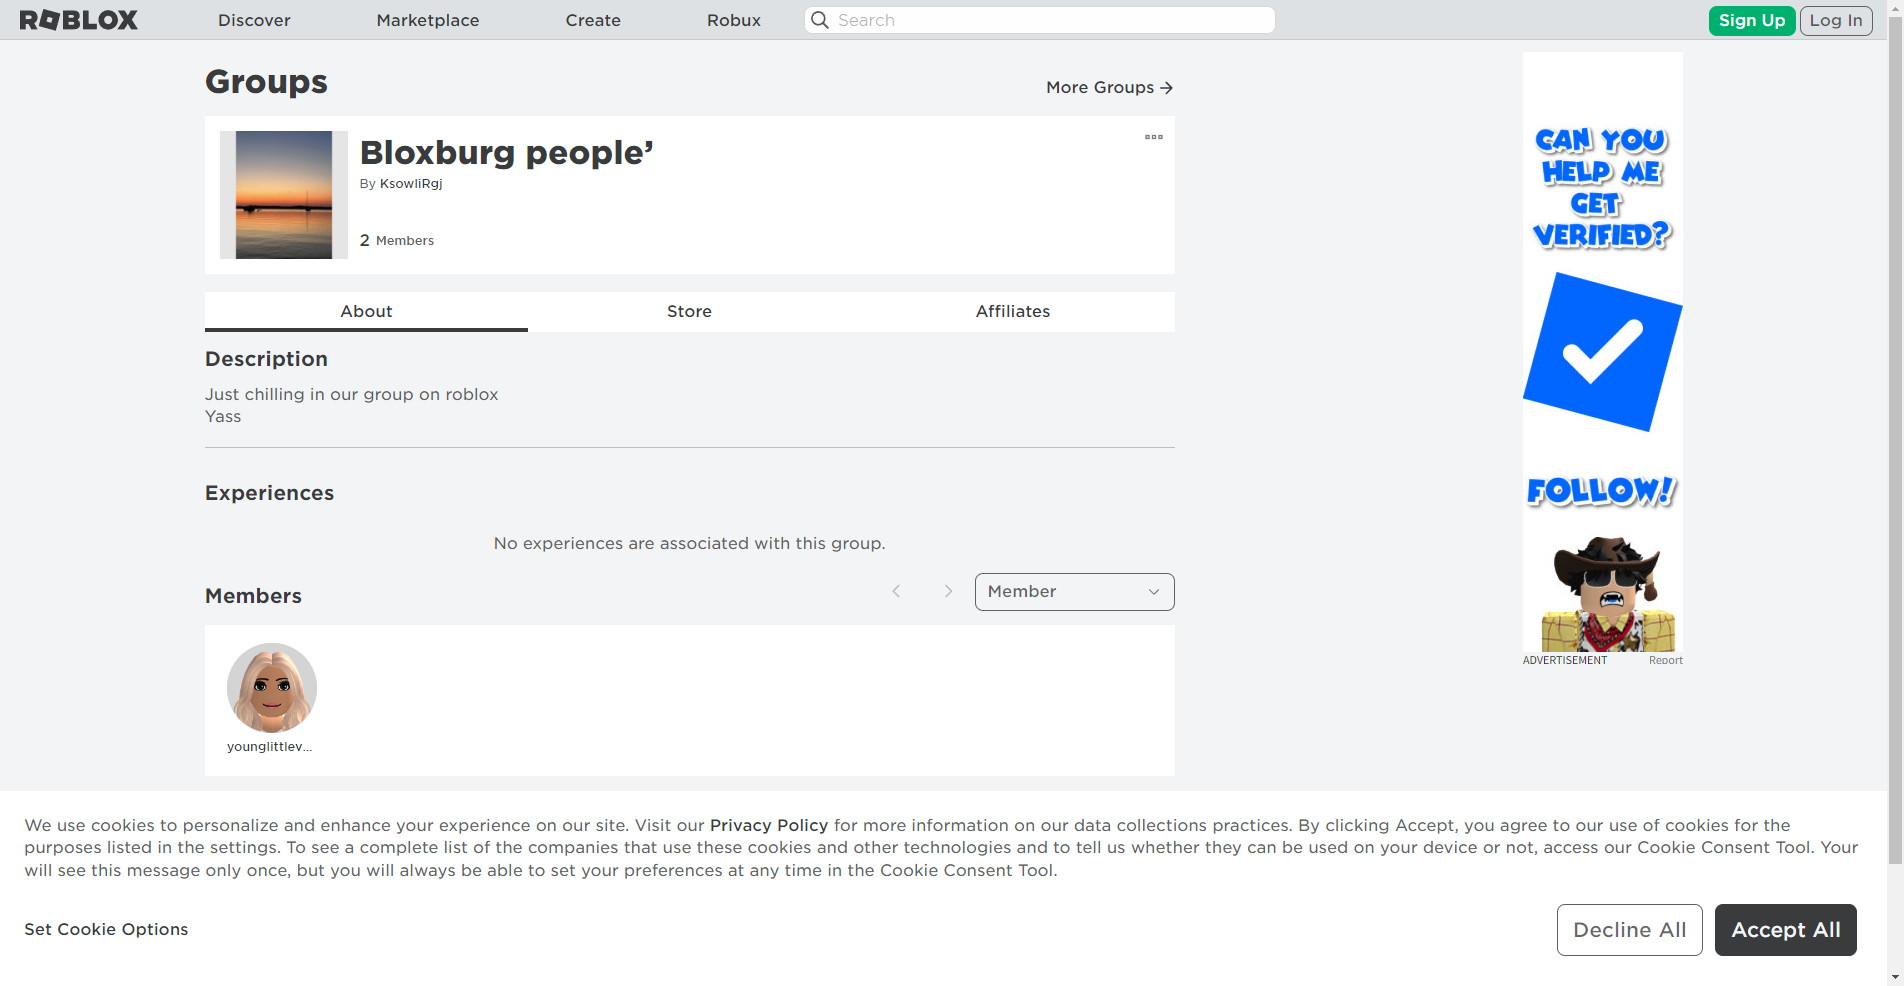 ROBLOX
Discover
Marketplace
Create
Robux
Search
Sign Up
Log In
Groups
More Groups
Bloxburg people’
By KsowliRgj
2 Members
About
Store
Affiliates
Description
Just chilling in our group on roblox
Yass
Experiences
No experiences are associated with this group.
Members
Member
younglittlev...
CAN YOU
HELP ME
GET
VERIFIED?
FOLLOW!
ADVERTISEMENT
Report
We use cookies to personalize and enhance your experience on our site. Visit our Privacy Policy for more information on our data collections practices. By clicking Accept, you agree to our use of cookies for the
purposes listed in the settings. To see a complete list of the companies that use these cookies and other technologies and to tell us whether they can be used on your device or not, access our Cookie Consent Tool. Your
will see this message only once, but you will always be able to set your preferences at any time in the Cookie Consent Tool.
Set Cookie Options
Decline All
Accept All